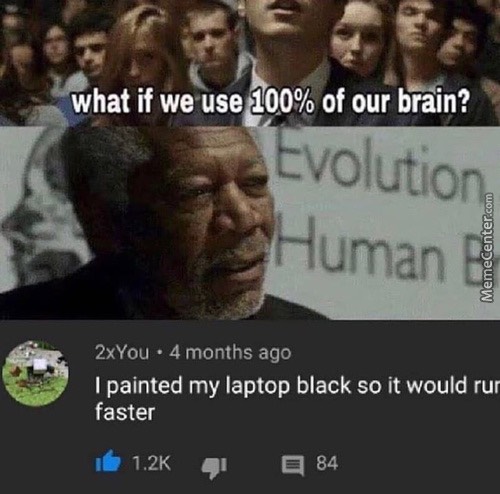 what if we use 100% of our brain?
Evolution
Human
MemeCenter.com
2xYou • 4 months ago
I painted my laptop black so it would run
faster
1.2K 84